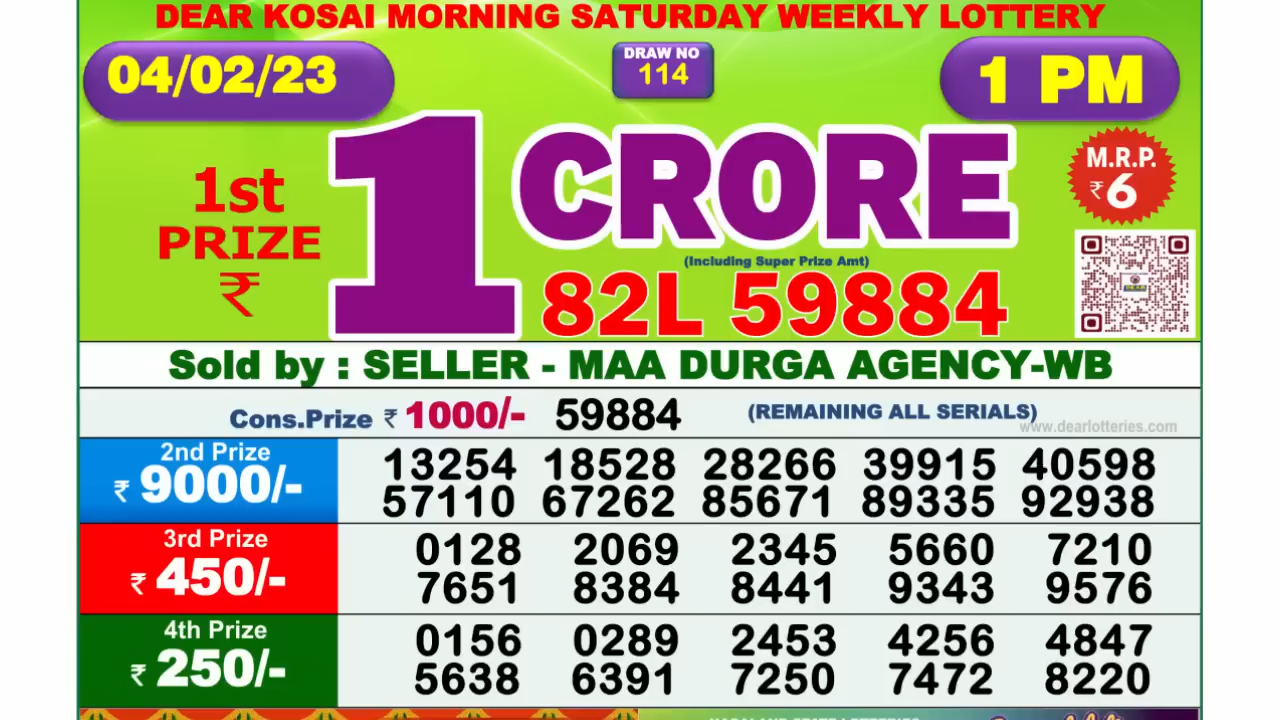 DEAR KOSAI MORNING SATURDAY WEEKLY LOTTERY
04/02/23
DRAW NO
114
1 PM
1st
PRIZE
₹
1 CRORE
(Including Super Prize Amt)
82L 59884
M.R.P.
₹6
Sold by : SELLER - MAA DURGA AGENCY-WB
Cons.Prize ₹ 1000/- 59884 (REMAINING ALL SERIALS)
www.dearlotteries.com
2nd Prize
₹ 9000/-
13254 18528 28266 39915 40598
57110 67262 85671 89335 92938
3rd Prize
₹ 450/-
0128 2069 2345 5660 7210
7651 8384 8441 9343 9576
4th Prize
₹ 250/-
0156 0289 2453 4256 4847
5638 6391 7250 7472 8220